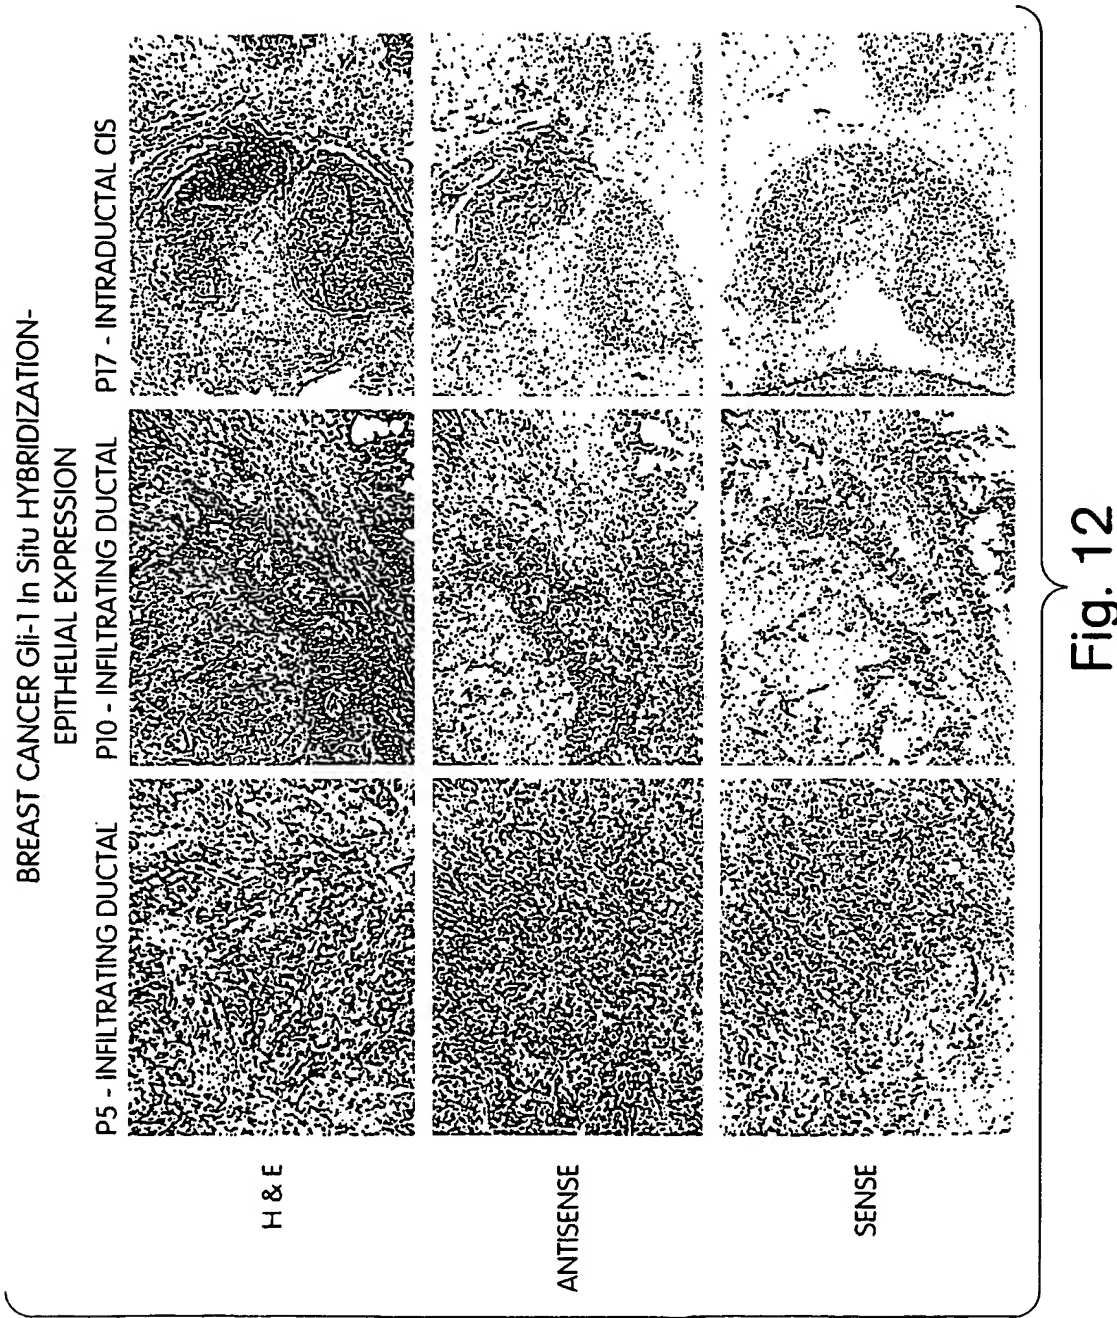 BREAST CANCER Gli-1 In Situ HYBRIDIZATION-
EPITHELIAL EXPRESSION
P5 - INFILTRATING DUCTAL
P10 - INFILTRATING DUCTAL
P17 - INTRADUCTAL CIS
H & E
ANTISENSE
SENSE
Fig. 12